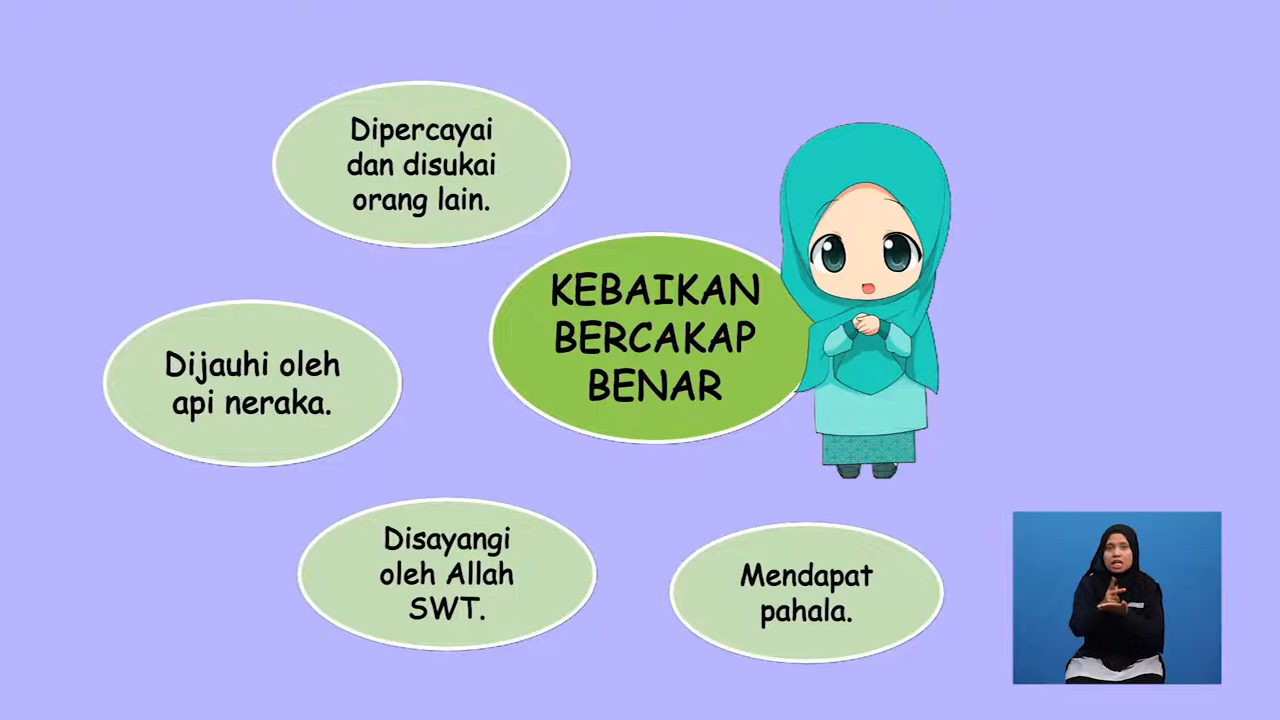 Dipercayai
dan disukai
orang lain.
KEBAIKAN
BERCAKAP
BENAR
Dijauhi oleh
api neraka.
Disayangi
oleh Allah
SWT.
Mendapat
pahala.